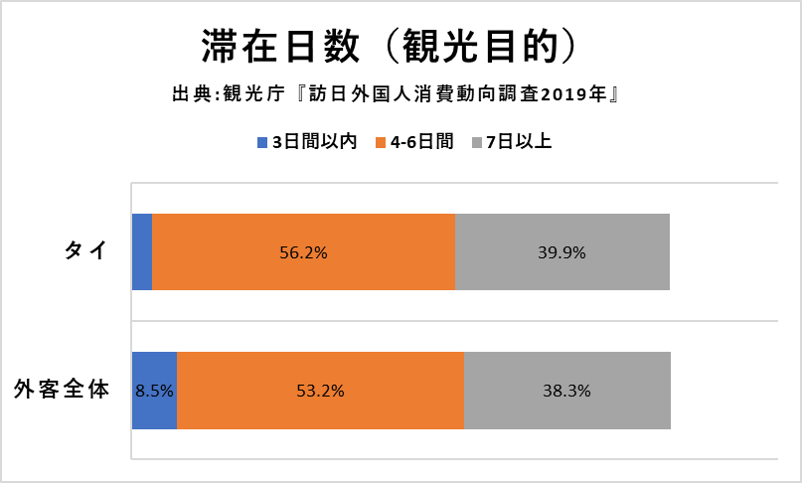 滞在日数（観光目的）
出典:観光庁『訪日外国人消費動向調査2019年』
3日間以内 4-6日間 7日以上
タイ 56.2% 39.9%
外客全体 8.5% 53.2% 38.3%